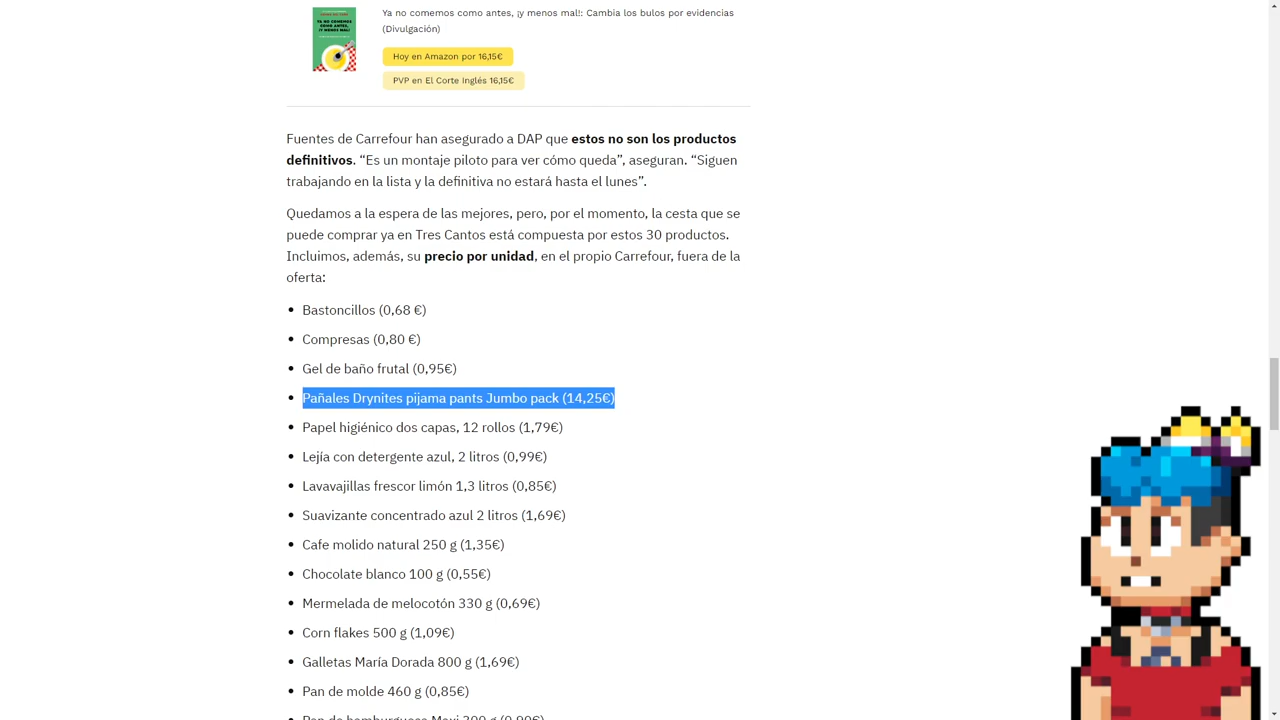 YA NO COMEMOS
COMO ANTES,
¡Y MENOS MAL!
Ya no comemos como antes, ¡y menos mal!: Cambia los bulos por evidencias
(Divulgación)
Hoy en Amazon por 16,15€
PVP en El Corte Inglés 16,15€
Fuentes de Carrefour han asegurado a DAP que estos no son los productos
definitivos. “Es un montaje piloto para ver cómo queda”, aseguran. “Siguen
trabajando en la lista y la definitiva no estará hasta el lunes”.
Quedamos a la espera de las mejores, pero, por el momento, la cesta que se
puede comprar ya en Tres Cantos está compuesta por estos 30 productos.
Incluimos, además, su precio por unidad, en el propio Carrefour, fuera de la
oferta:
• Bastoncillos (0,68 €)
• Compresas (0,80 €)
• Gel de baño frutal (0,95€)
• Pañales Drynites pijama pants Jumbo pack (14,25€)
• Papel higiénico dos capas, 12 rollos (1,79€)
• Lejía con detergente azul, 2 litros (0,99€)
• Lavavajillas frescor limón 1,3 litros (0,85€)
• Suavizante concentrado azul 2 litros (1,69€)
• Cafe molido natural 250 g (1,35€)
• Chocolate blanco 100 g (0,55€)
• Mermelada de melocotón 330 g (0,69€)
• Corn flakes 500 g (1,09€)
• Galletas María Dorada 800 g (1,69€)
• Pan de molde 460 g (0,85€)